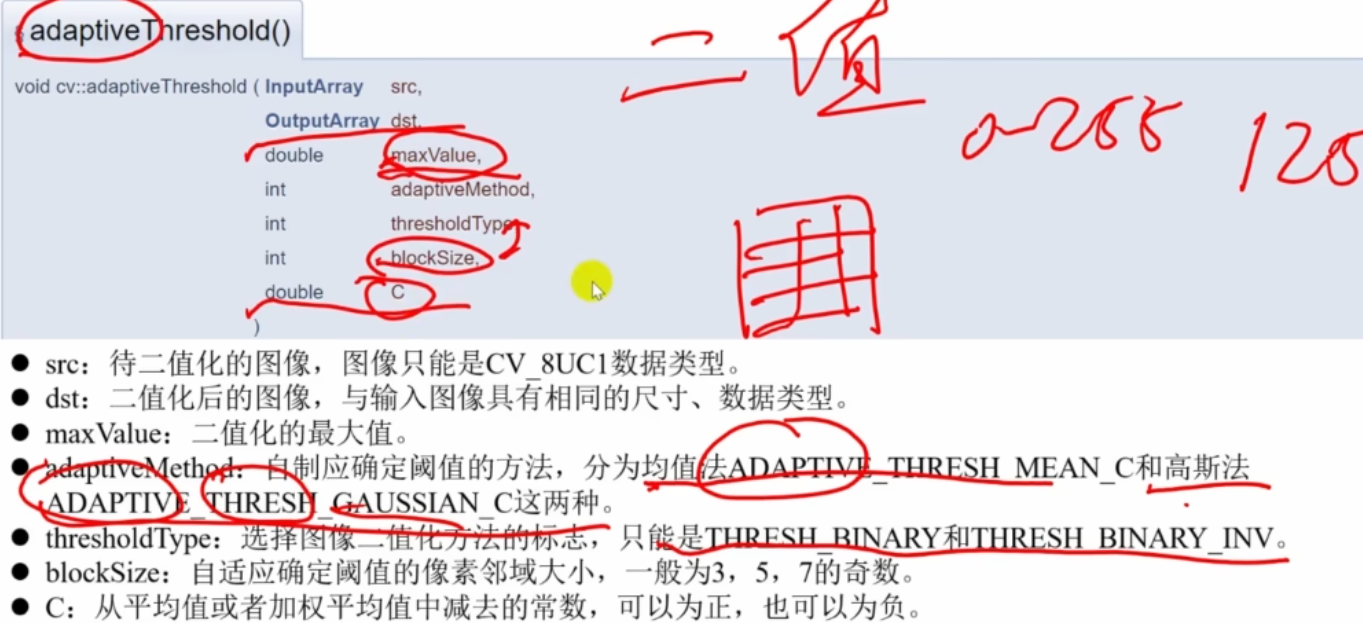 adaptiveThreshold()
二值
void cv::adaptiveThreshold ( InputArray src,
OutputArray dst,
0~255 125
double maxValue,
int adaptiveMethod,
int thresholdType,
int blockSize,
double C
)
● src：待二值化的图像，图像只能是CV_8UC1数据类型。
● dst：二值化后的图像，与输入图像具有相同的尺寸、数据类型。
● maxValue：二值化的最大值。
● adaptiveMethod：自制应确定阈值的方法，分为均值法ADAPTIVE_THRESH_MEAN_C和高斯法
ADAPTIVE_THRESH_GAUSSIAN_C这两种。
● thresholdType：选择图像二值化方法的标志，只能是THRESH_BINARY和THRESH_BINARY_INV。
● blockSize：自适应确定阈值的像素邻域大小，一般为3，5，7的奇数。
● C：从平均值或者加权平均值中减去的常数，可以为正，也可以为负。